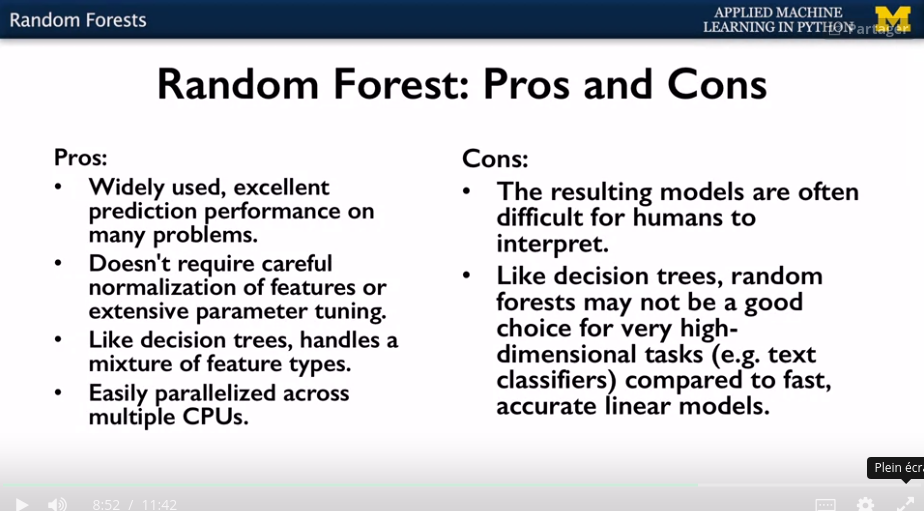 Random Forests
APPLIED MACHINE
LEARNING IN PYTHON
Partager
Random Forest: Pros and Cons
Pros:
• Widely used, excellent
prediction performance on
many problems.
• Doesn't require careful
normalization of features or
extensive parameter tuning.
• Like decision trees, handles a
mixture of feature types.
• Easily parallelized across
multiple CPUs.
Cons:
• The resulting models are often
difficult for humans to
interpret.
• Like decision trees, random
forests may not be a good
choice for very high-
dimensional tasks (e.g. text
classifiers) compared to fast,
accurate linear models.
Plein écra
8:52 / 11:42